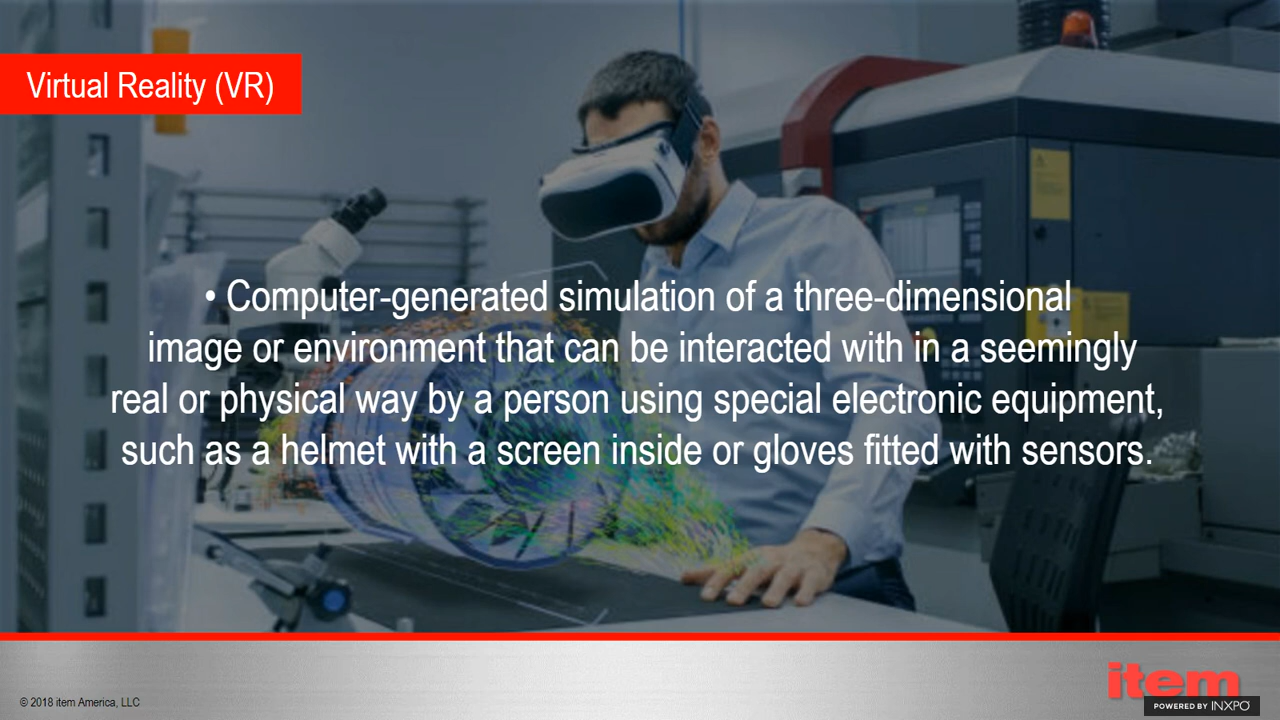 Virtual Reality (VR)
• Computer-generated simulation of a three-dimensional
image or environment that can be interacted with in a seemingly
real or physical way by a person using special electronic equipment,
such as a helmet with a screen inside or gloves fitted with sensors.
item
© 2018 item America, LLC
POWERED BY INXPO